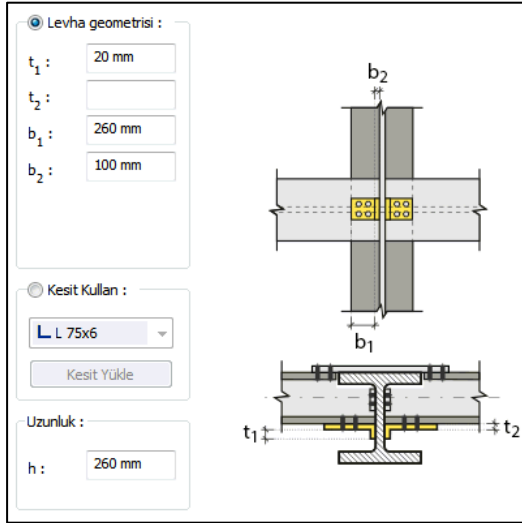 Levha geometrisi :
t1 : 20 mm
t2 :
b1 : 260 mm
b2 : 100 mm
Kesit Kullan :
L 75x6
Kesit Yükle
Uzunluk :
h : 260 mm
b2
b1
t1
t2